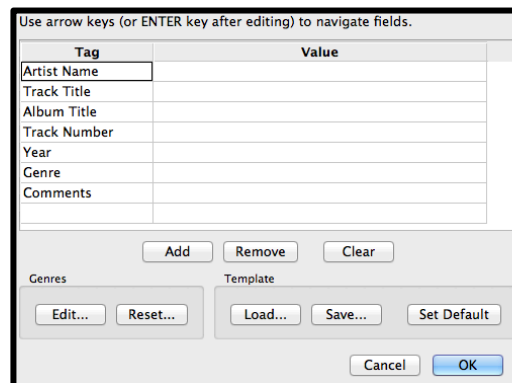 Use arrow keys (or ENTER key after editing) to navigate fields.
Tag Value
Artist Name
Track Title
Album Title
Track Number
Year
Genre
Comments
Add Remove Clear
Genres Template
Edit... Reset... Load... Save... Set Default
Cancel OK